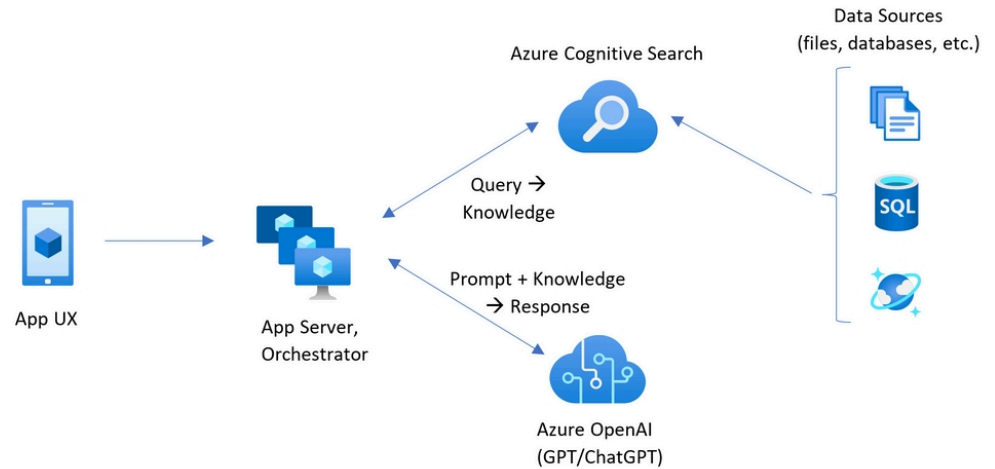 Data Sources
(files, databases, etc.)
Azure Cognitive Search
Query →
Knowledge
SQL
App UX
App Server,
Orchestrator
Prompt + Knowledge
→ Response
Azure OpenAI
(GPT/ChatGPT)